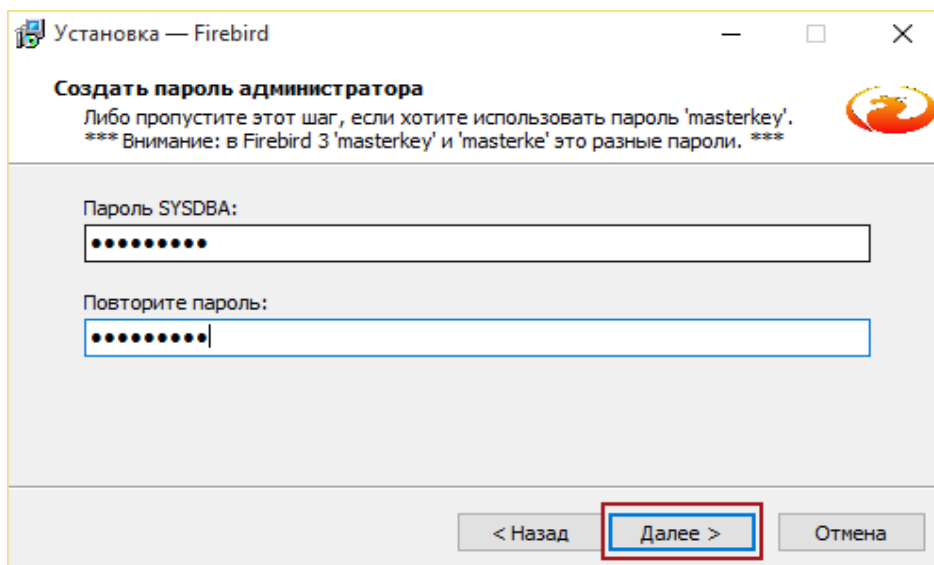 Установка — Firebird
Создать пароль администратора
Либо пропустите этот шаг, если хотите использовать пароль 'masterkey'.
*** Внимание: в Firebird 3 'masterkey' и 'masterke' это разные пароли. ***
Пароль SYSDBA:
●●●●●●●●●
Повторите пароль:
●●●●●●●●●
< Назад
Далее >
Отмена